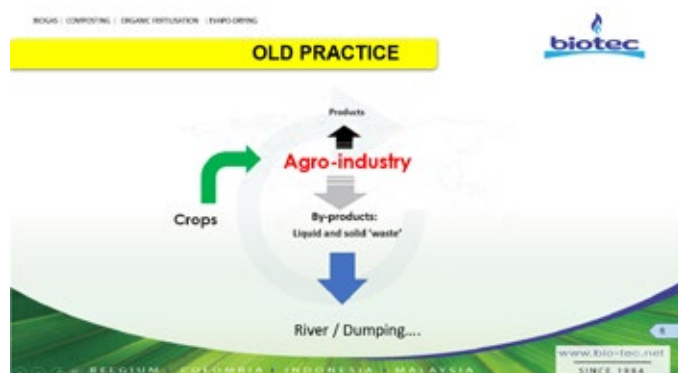 BIOGAS | COMPOSTING | ORGANIC FERTILISATION | EVAPO-DRYING
biotec
OLD PRACTICE
Products
Agro-industry
Crops
By-products:
Liquid and solid 'waste'
River / Dumping....
6
www.bio-tec.net
BELGIUM COLOMBIA INDONESIA MALAYSIA
SINCE 1984